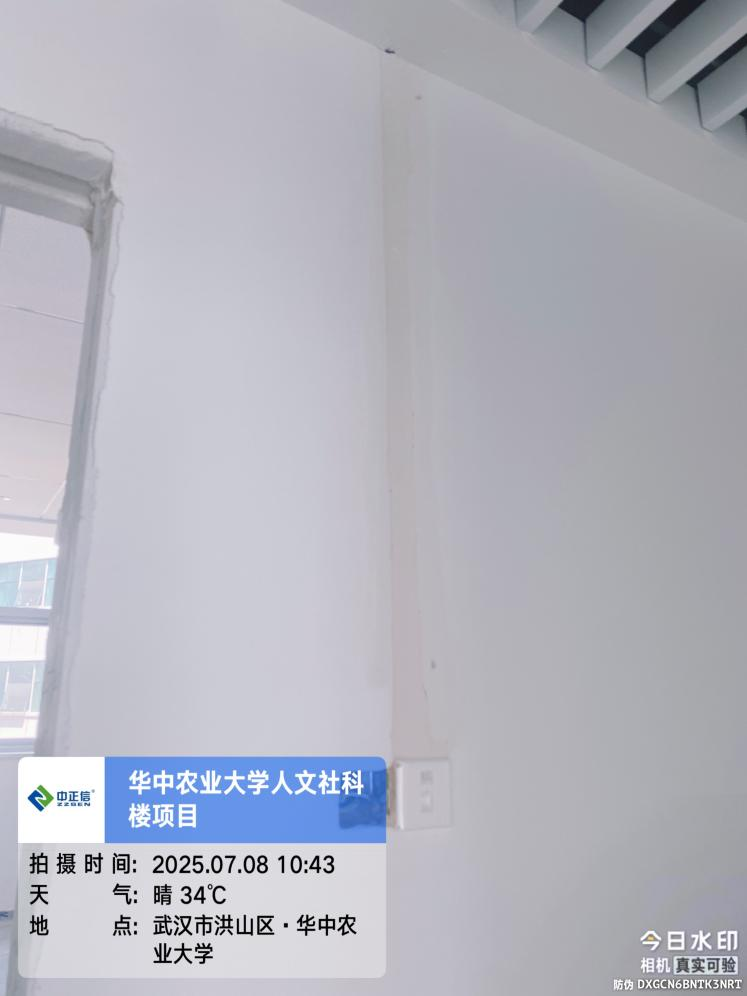 中正信
ZZSEN
华中农业大学人文社科
楼项目
拍摄时间: 2025.07.08 10:43
天气: 晴 34℃
地点: 武汉市洪山区·华中农
业大学
今日水印
相机 真实可验
防伪 DXGCN6BNTK3NRT